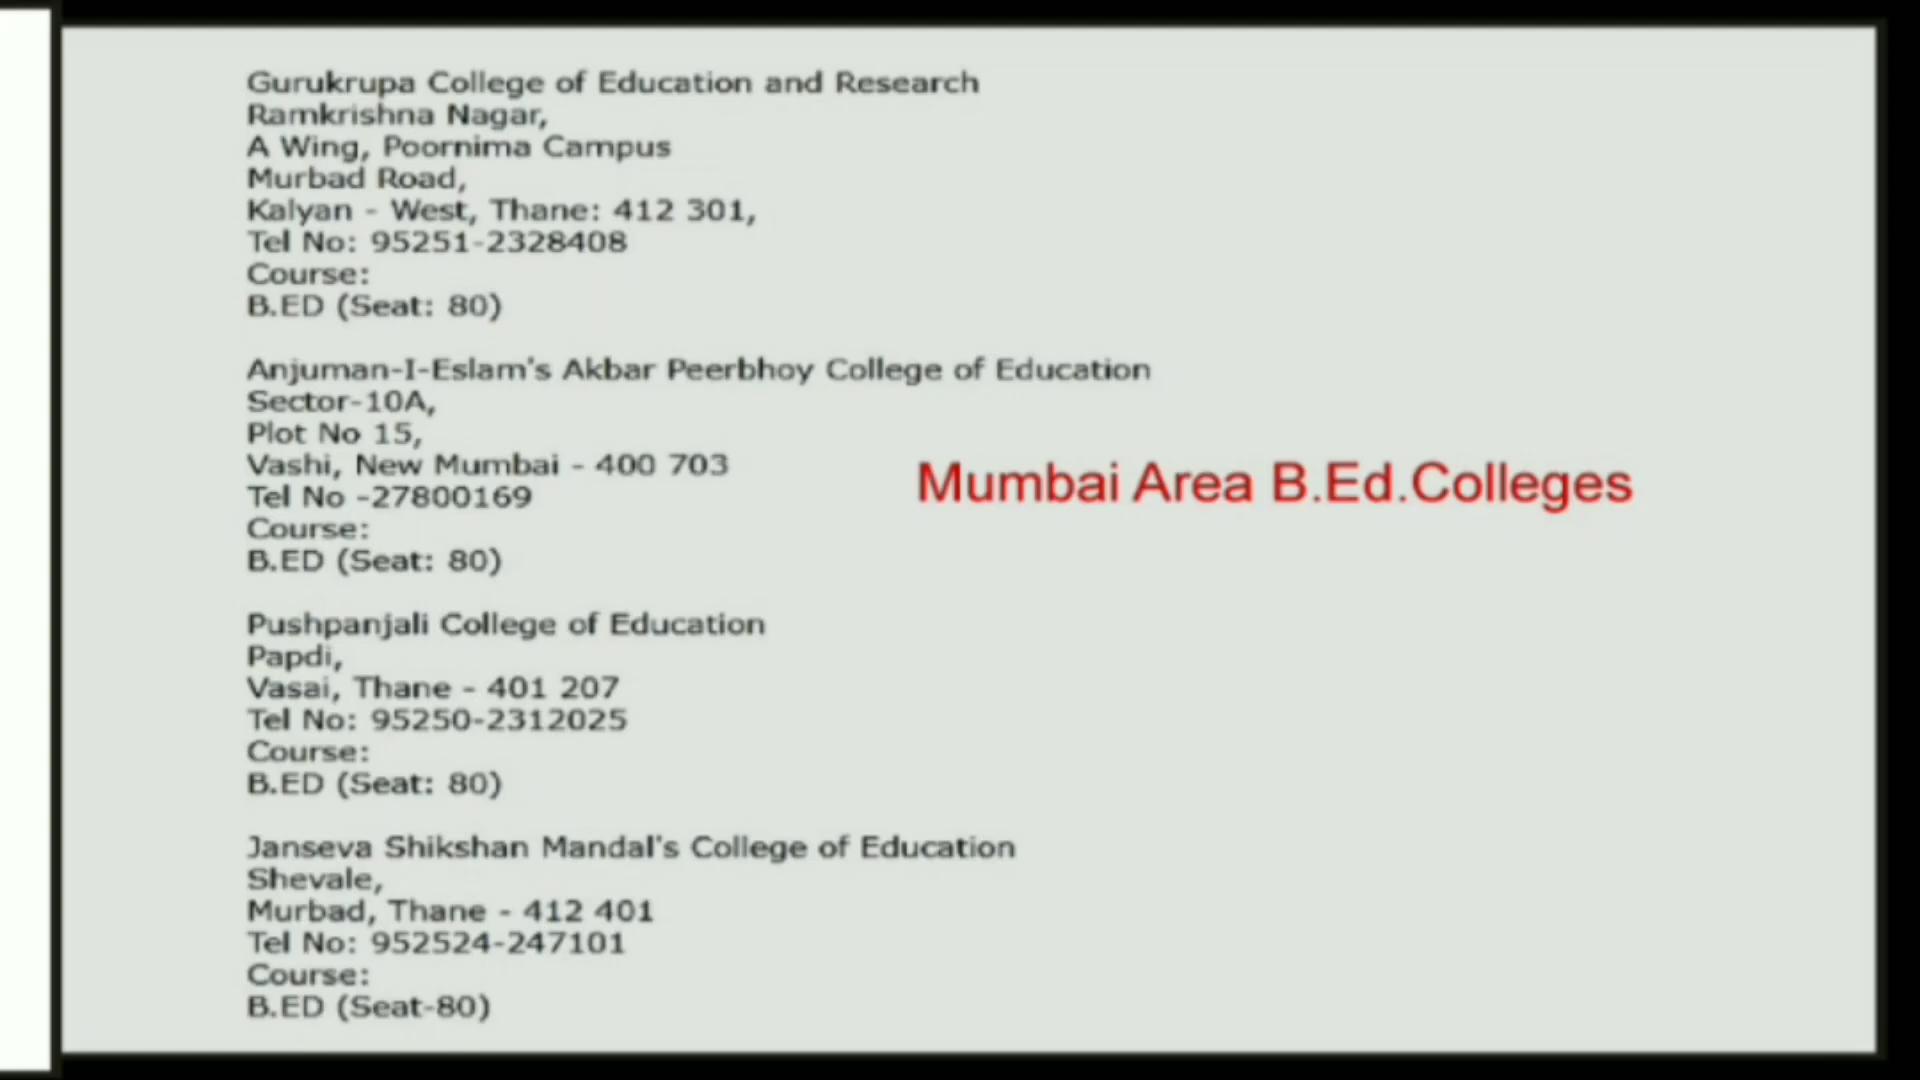 Gurukrupa College of Education and Research
Ramkrishna Nagar,
A Wing, Poornima Campus
Murbad Road,
Kalyan - West, Thane: 412 301,
Tel No: 95251-2328408
Course:
B.ED (Seat: 80)
Anjuman-I-Eslam's Akbar Peerbhoy College of Education
Sector-10A,
Plot No 15,
Vashi, New Mumbai - 400 703
Tel No -27800169
Course:
B.ED (Seat: 80)
Mumbai Area B.Ed.Colleges
Pushpanjali College of Education
Papdi,
Vasai, Thane - 401 207
Tel No: 95250-2312025
Course:
B.ED (Seat: 80)
Janseva Shikshan Mandal's College of Education
Shevale,
Murbad, Thane - 412 401
Tel No: 952524-247101
Course:
B.ED (Seat-80)